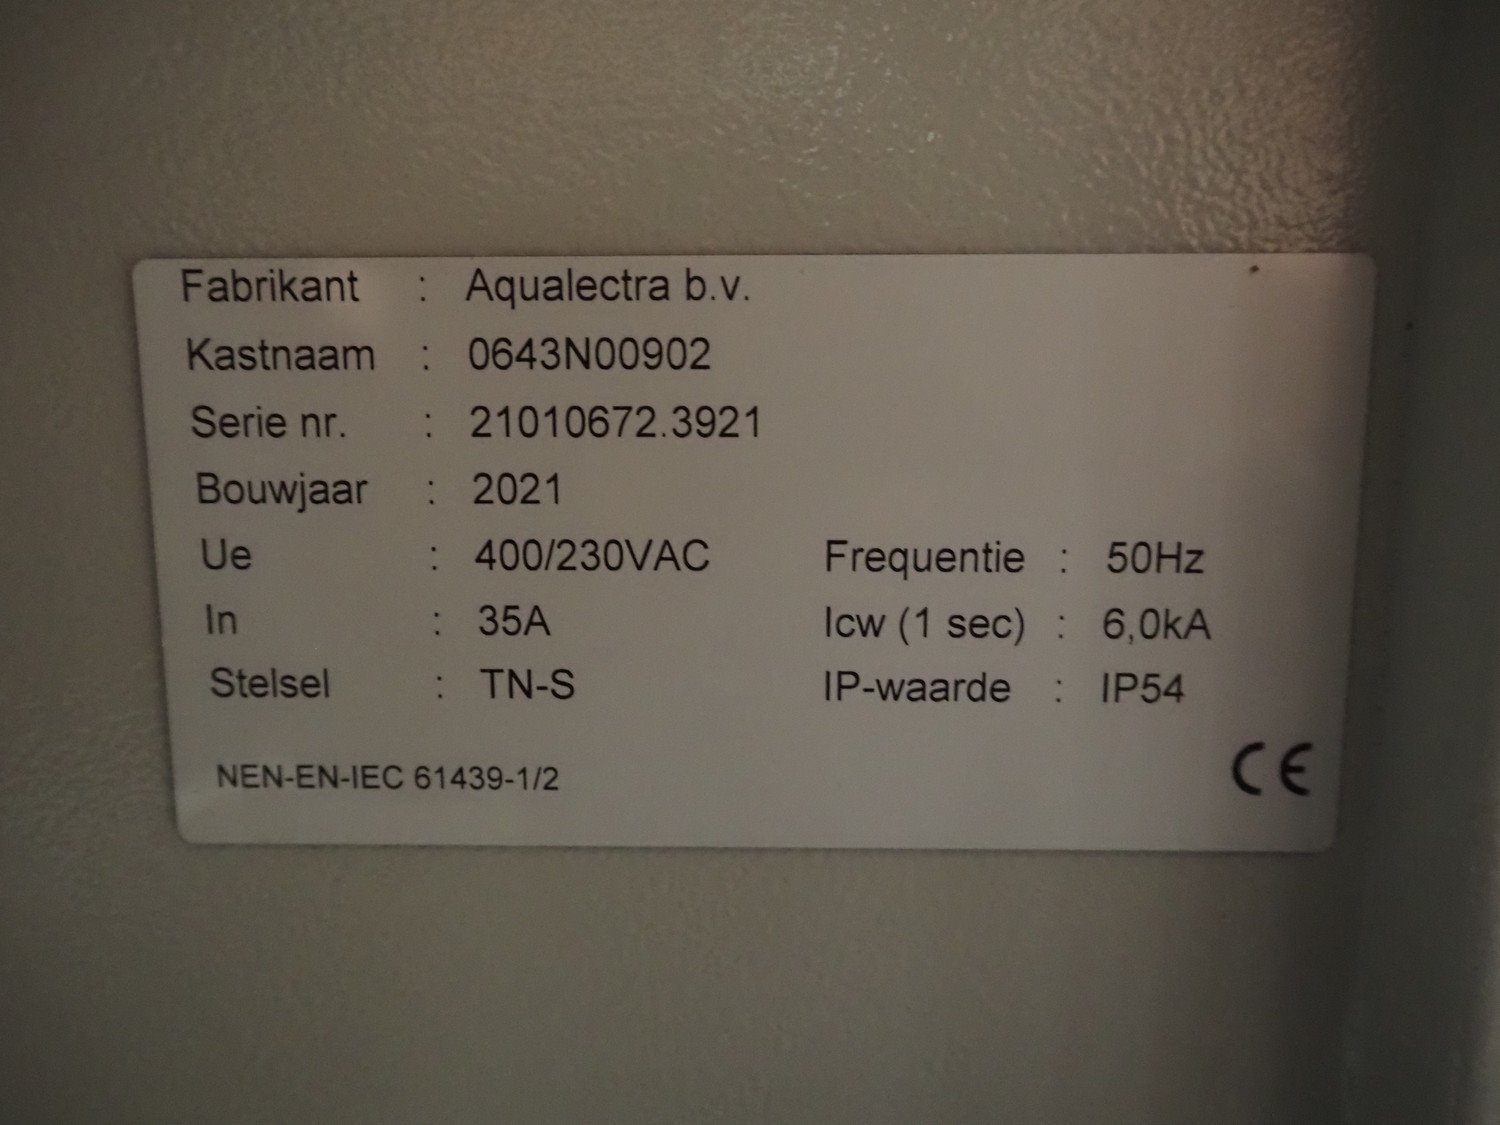 Fabrikant : Aqualectra b.v.
Kastnaam : 0643N00902
Serie nr. : 21010672.3921
Bouwjaar : 2021
Ue : 400/230VAC Frequentie : 50Hz
In : 35A Icw (1 sec) : 6,0kA
Stelsel : TN-S IP-waarde : IP54
NEN-EN-IEC 61439-1/2 CE